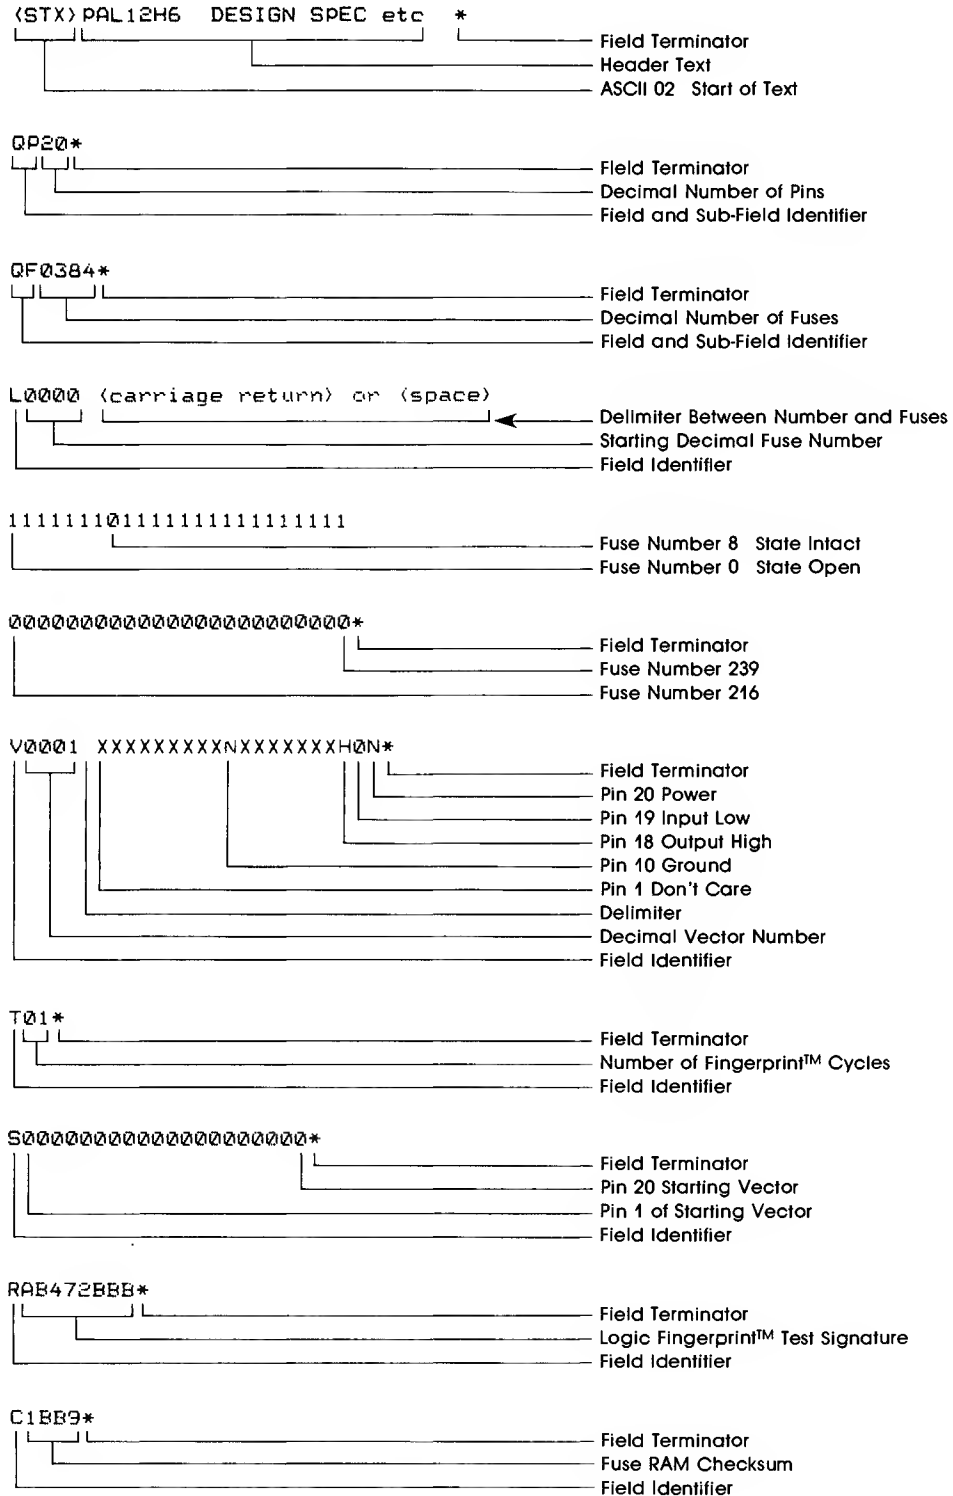 <STX>PAL12H6 DESIGN SPEC etc *
Field Terminator
Header Text
ASCII 02 Start of Text
QP20*
Field Terminator
Decimal Number of Pins
Field and Sub-Field Identifier
QF0384*
Field Terminator
Decimal Number of Fuses
Field and Sub-Field Identifier
L0000 <carriage return> or <space>
Delimiter Between Number and Fuses
Starting Decimal Fuse Number
Field Identifier
111111101111111111111111
Fuse Number 8 State Intact
Fuse Number 0 State Open
000000000000000000000000*
Field Terminator
Fuse Number 239
Fuse Number 216
V0001 XXXXXXXXXNXXXXXXXH0N*
Field Terminator
Pin 20 Power
Pin 19 Input Low
Pin 18 Output High
Pin 10 Ground
Pin 1 Don't Care
Delimiter
Decimal Vector Number
Field Identifier
T01*
Field Terminator
Number of Fingerprint™ Cycles
Field Identifier
S00000000000000000000*
Field Terminator
Pin 20 Starting Vector
Pin 1 of Starting Vector
Field Identifier
RAB472BBB*
Field Terminator
Logic Fingerprint™ Test Signature
Field Identifier
C1BB9*
Field Terminator
Fuse RAM Checksum
Field Identifier